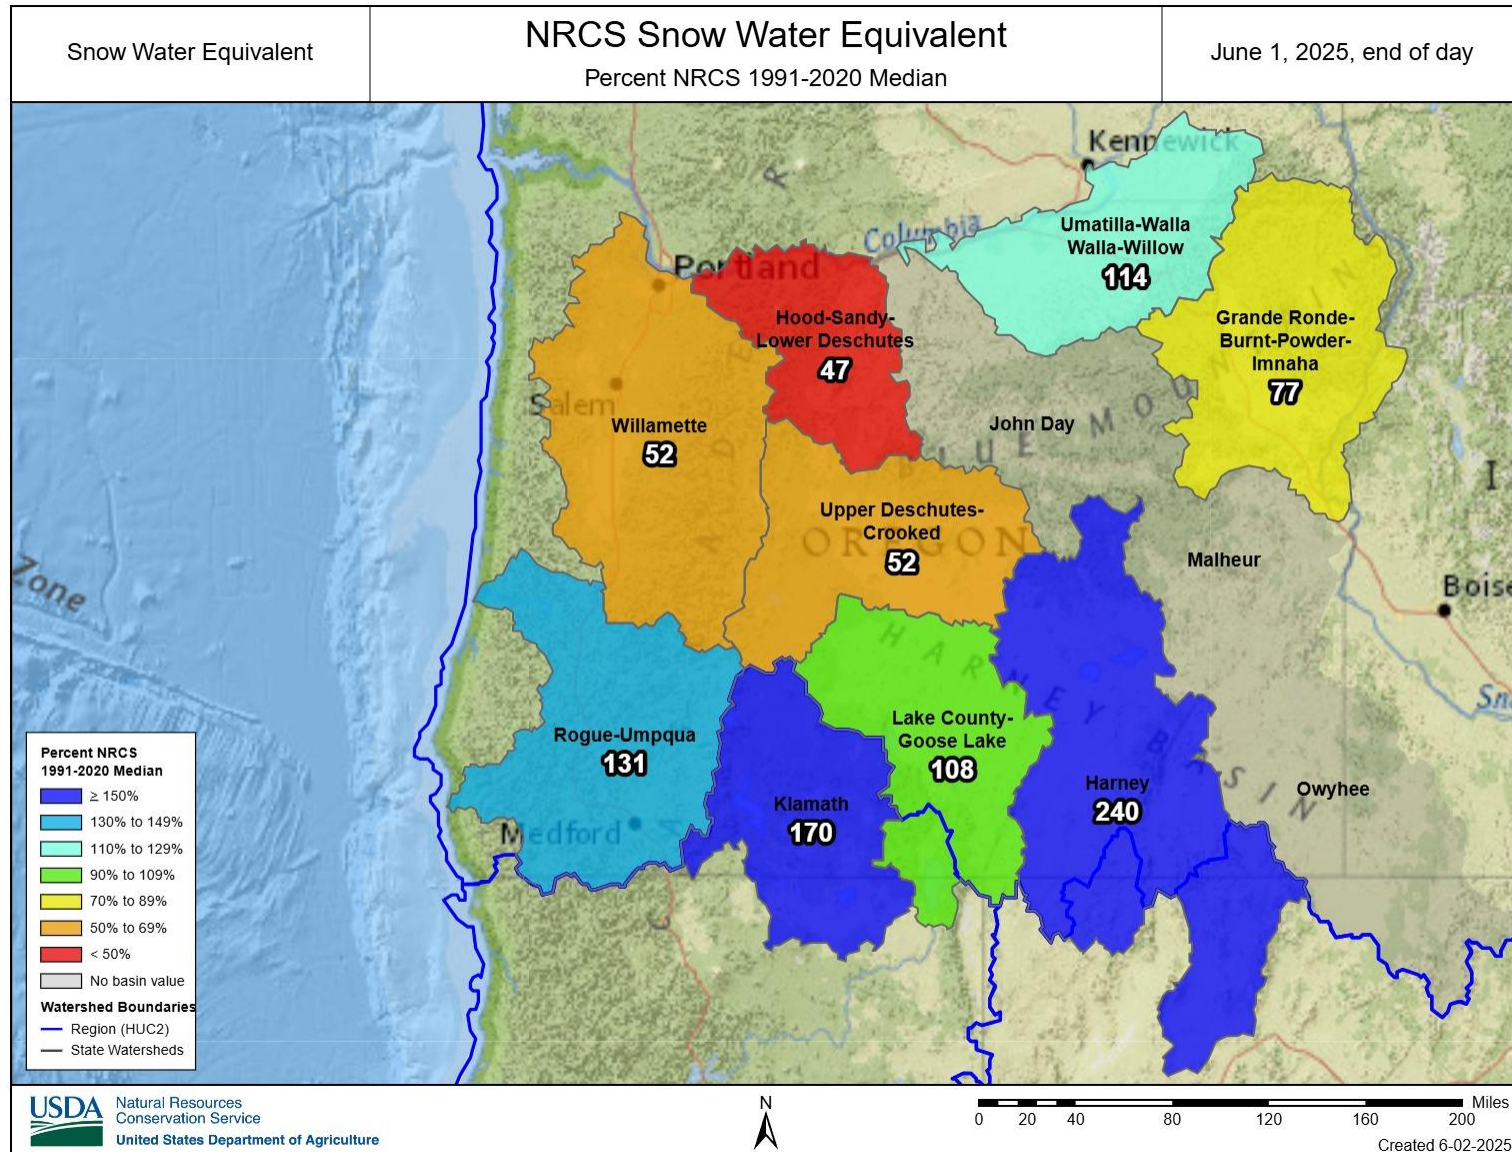 Snow Water Equivalent
NRCS Snow Water Equivalent
Percent NRCS 1991-2020 Median
June 1, 2025, end of day
Kennewick
Columbia
Umatilla-Walla
Walla-Willow
114
Portland
Hood-Sandy-
Lower Deschutes
47
Grande Ronde-
Burnt-Powder-
Imnaha
77
Salem
Willamette
52
John Day
BLUE MOUN IN
Upper Deschutes-
Crooked
52
OREGON
Malheur
Zone
Boise
HARNEY BASIN
Rogue-Umpqua
131
Lake County-
Goose Lake
108
Klamath
170
Harney
240
Owyhee
Medford
Percent NRCS
1991-2020 Median
≥ 150%
130% to 149%
110% to 129%
90% to 109%
70% to 89%
50% to 69%
< 50%
No basin value
Watershed Boundaries
Region (HUC2)
State Watersheds
USDA
Natural Resources
Conservation Service
United States Department of Agriculture
N
Miles
0 20 40 80 120 160 200
Created 6-02-2025